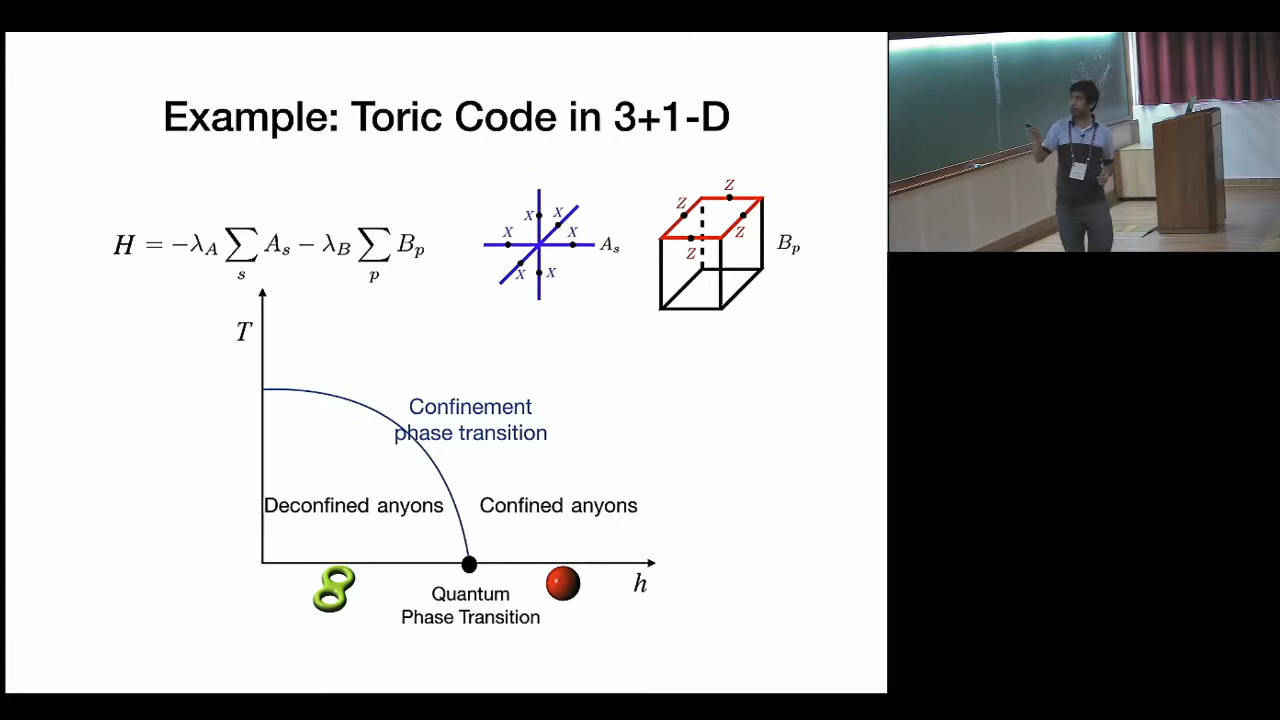 Example: Toric Code in 3+1-D
H = −λ_A ∑_s A_s − λ_B ∑_p B_p
X X X X X X A_s
Z Z Z Z B_p
T
Confinement
phase transition
Deconfined anyons
Confined anyons
h
Quantum
Phase Transition